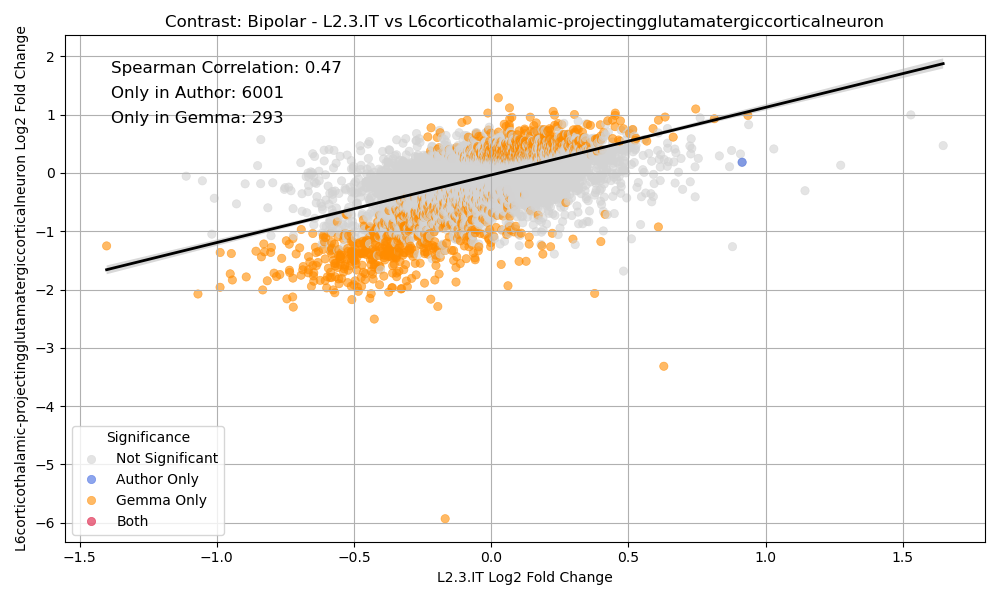 Contrast: Bipolar - L2.3.IT vs L6corticothalamic-projectingglutamatergiccorticalneuron
L6corticothalamic-projectingglutamatergiccorticalneuron Log2 Fold Change
2
1
0
−1
−2
−3
−4
−5
−6
Spearman Correlation: 0.47
Only in Author: 6001
Only in Gemma: 293
Significance
Not Significant
Author Only
Gemma Only
Both
−1.5 −1.0 −0.5 0.0 0.5 1.0 1.5
L2.3.IT Log2 Fold Change